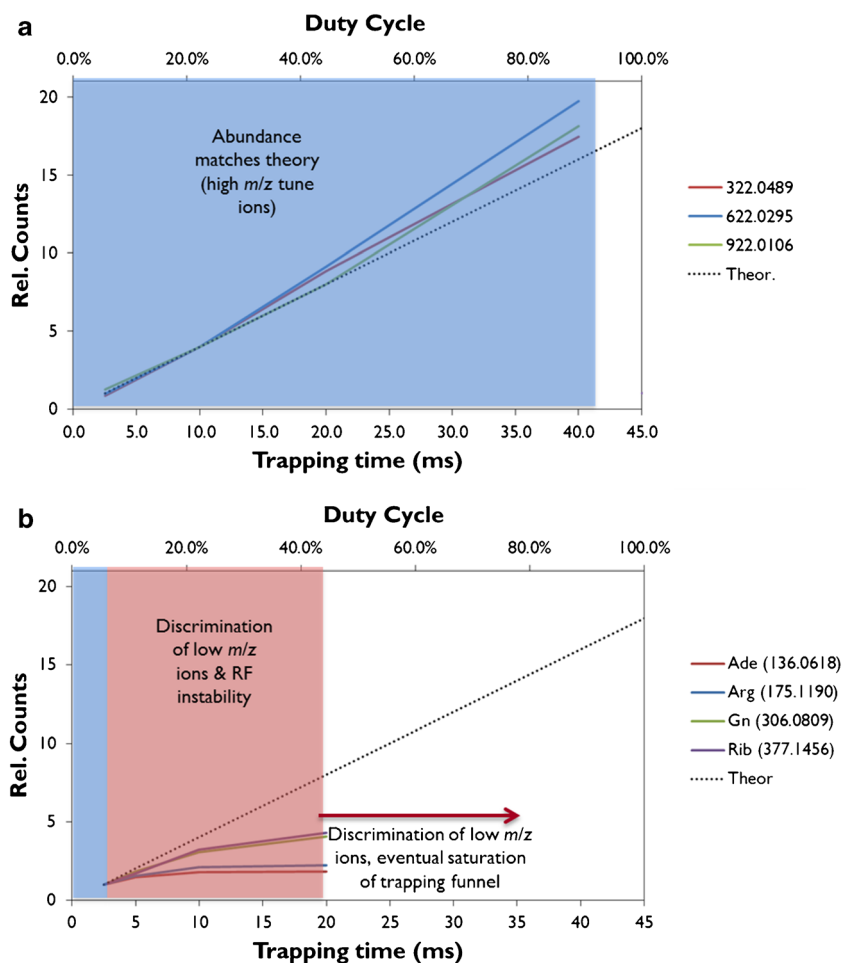 a
Duty Cycle
0.0% 20.0% 40.0% 60.0% 80.0% 100.0%
20
15
10
5
0
Rel. Counts
Abundance
matches theory
(high m/z tune
ions)
322.0489
622.0295
922.0106
Theor.
0.0 5.0 10.0 15.0 20.0 25.0 30.0 35.0 40.0 45.0
Trapping time (ms)
b
Duty Cycle
0.0% 20.0% 40.0% 60.0% 80.0% 100.0%
20
15
10
5
0
Rel. Counts
Discrimination
of low m/z
ions & RF
instability
Discrimination of low m/z
ions, eventual saturation
of trapping funnel
Ade (136.0618)
Arg (175.1190)
Gn (306.0809)
Rib (377.1456)
Theor
0 5 10 15 20 25 30 35 40 45
Trapping time (ms)